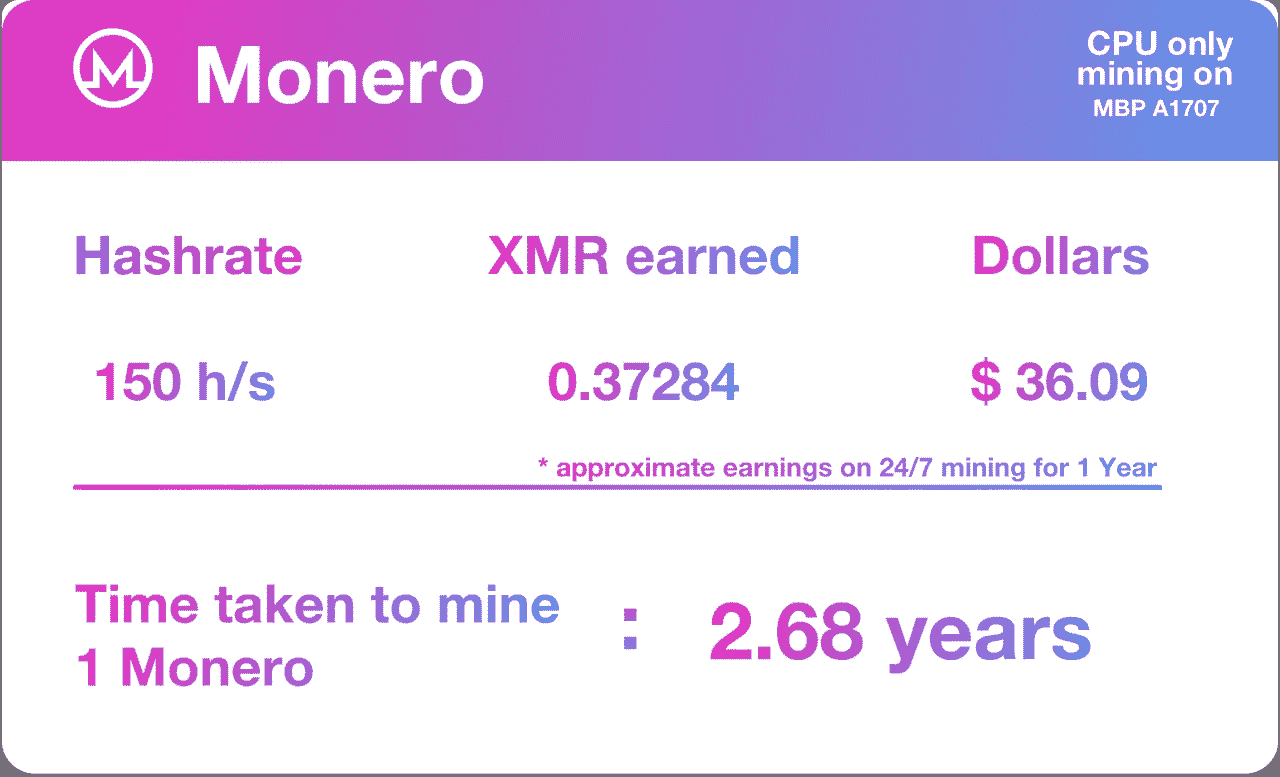 Monero
CPU only
mining on
MBP A1707
Hashrate XMR earned Dollars
150 h/s 0.37284 $ 36.09
* approximate earnings on 24/7 mining for 1 Year
Time taken to mine
1 Monero : 2.68 years